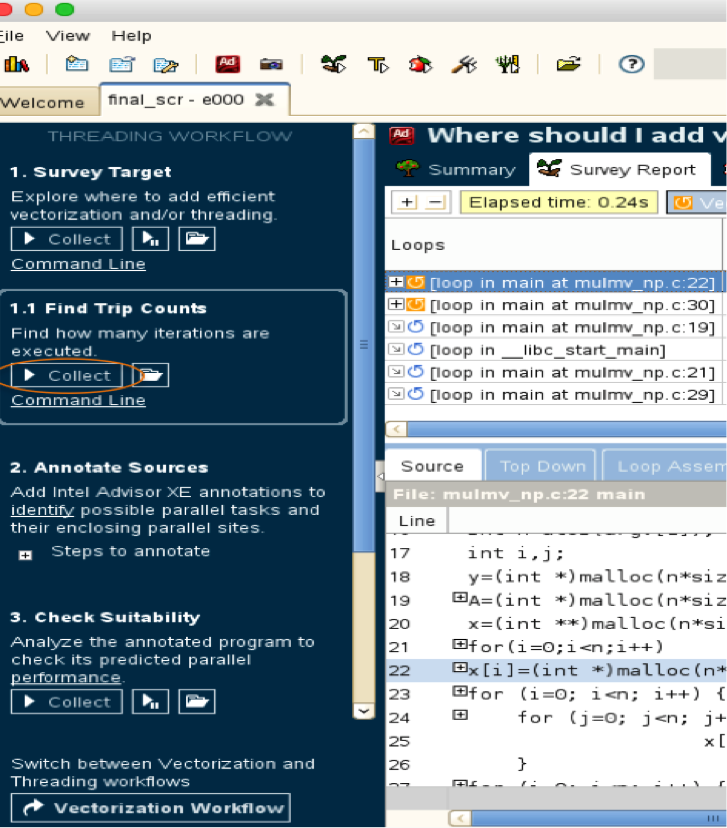 File View Help
Welcome
final_scr - e000
THREADING WORKFLOW
1. Survey Target
Explore where to add efficient
vectorization and/or threading.
Collect
Command Line
1.1 Find Trip Counts
Find how many iterations are
executed.
Collect
Command Line
2. Annotate Sources
Add Intel Advisor XE annotations to
identify possible parallel tasks and
their enclosing parallel sites.
Steps to annotate
3. Check Suitability
Analyze the annotated program to
check its predicted parallel
performance.
Collect
Switch between Vectorization and
Threading workflows
Vectorization Workflow
Ad Where should I add v
Summary Survey Report
Elapsed time: 0.24s Ve
Loops
[loop in main at mulmv_np.c:22]
[loop in main at mulmv_np.c:30]
[loop in main at mulmv_np.c:19]
[loop in __libc_start_main]
[loop in main at mulmv_np.c:21]
[loop in main at mulmv_np.c:29]
Source Top Down Loop Assem
File: mulmv_np.c:22 main
Line
17 int i,j;
18 y=(int *)malloc(n*siz
19 A=(int *)malloc(n*si
20 x=(int **)malloc(n*si
21 for(i=0;i<n;i++)
22 x[i]=(int *)malloc(n*
23 for (i=0; i<n; i++) {
24 for (j=0; j<n; j+
25 x[
26 }